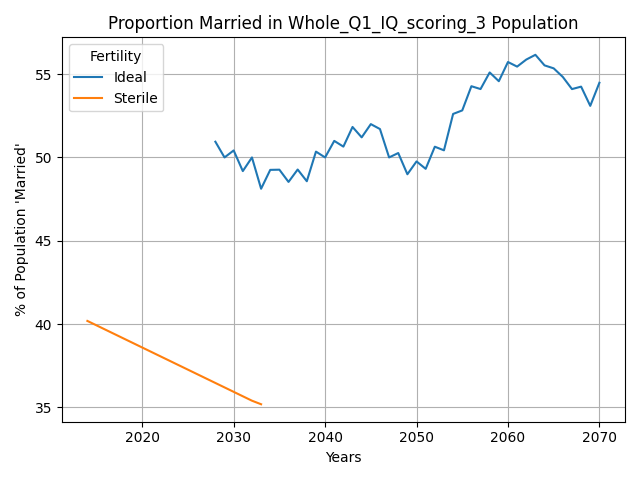 Proportion Married in Whole_Q1_IQ_scoring_3 Population
Fertility
Ideal
Sterile
% of Population 'Married'
55
50
45
40
35
2020 2030 2040 2050 2060 2070
Years